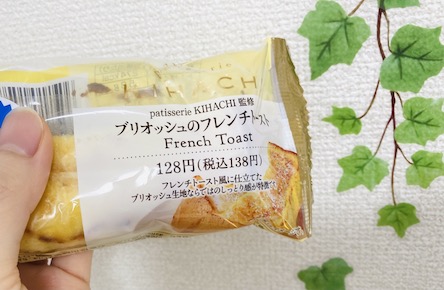 KIHACHI
patisserie KIHACHI 監修
ブリオッシュのフレンチトースト
French Toast
128円(税込138円)
フレンチトースト風に仕立てた
ブリオッシュ生地ならではのしっとり感が特徴です